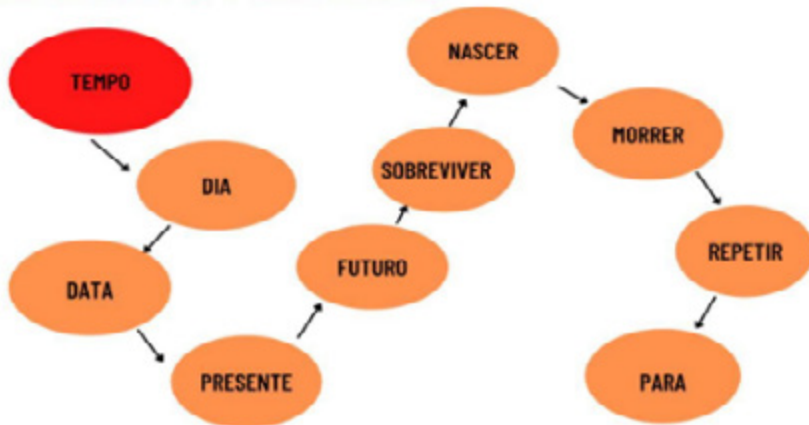 TEMPO
DIA
DATA
PRESENTE
FUTURO
SOBREVIVER
NASCER
MORRER
REPETIR
PARA